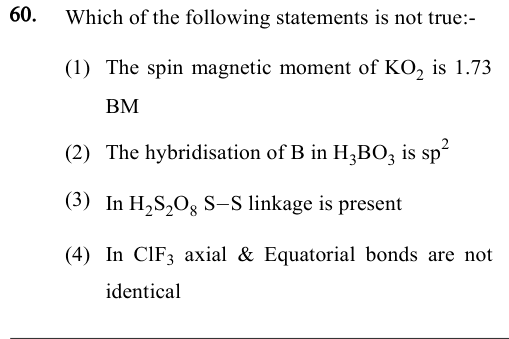 60. Which of the following statements is not true:-
(1) The spin magnetic moment of KO₂ is 1.73
BM
(2) The hybridisation of B in H₃BO₃ is sp²
(3) In H₂S₂O₈ S–S linkage is present
(4) In ClF₃ axial & Equatorial bonds are not
identical